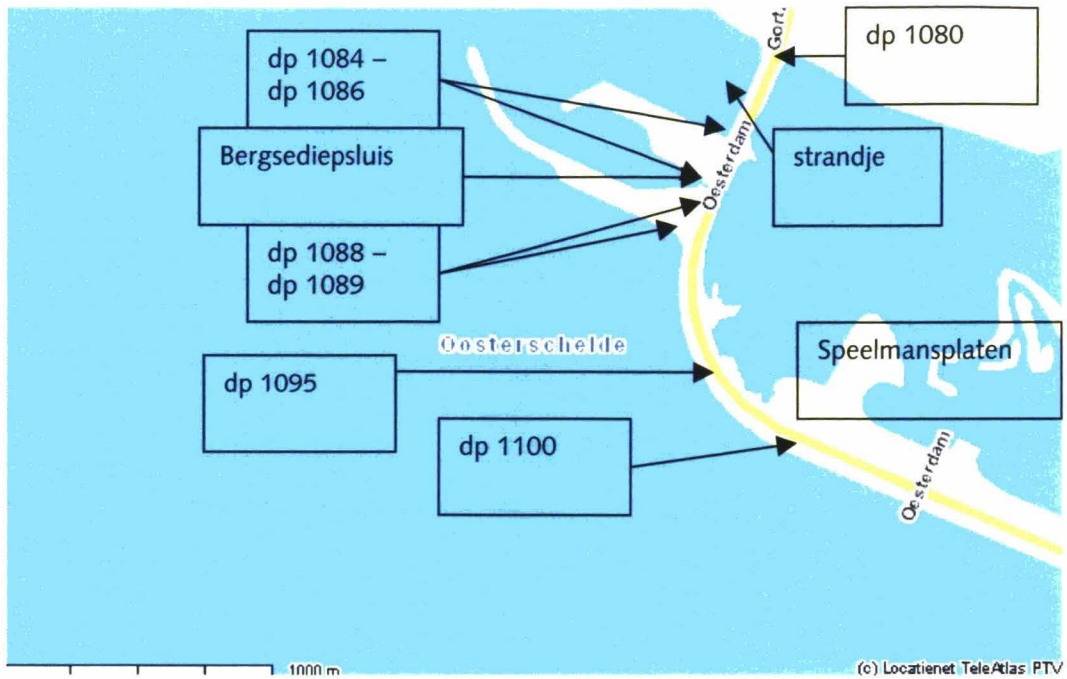 Gort.
dp 1080
dp 1084 –
dp 1086
Oesterdam
Bergsediepsluis
strandje
dp 1088 –
dp 1089
Oosterschelde
Speelmansplaten
dp 1095
dp 1100
Oesterdam
1000 m
(c) Locatienet TeleAtlas PTV